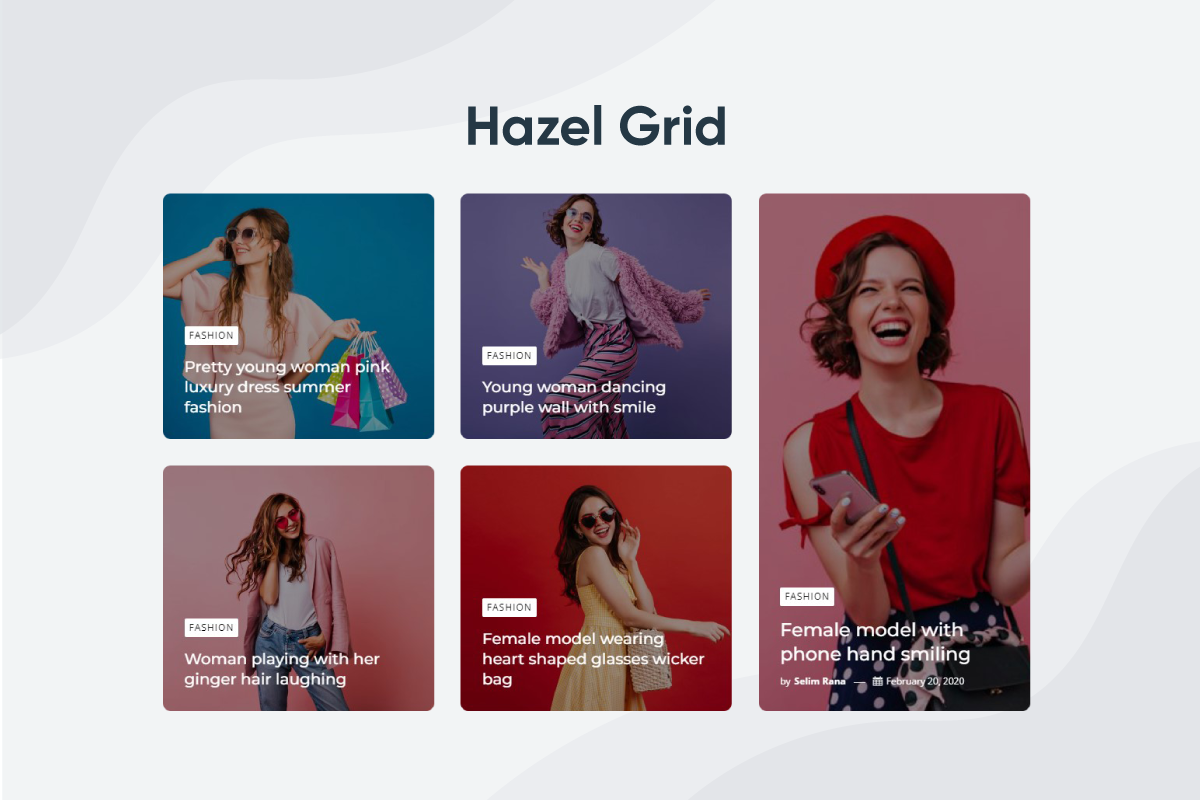 Hazel Grid
FASHION
Pretty young woman pink
luxury dress summer
fashion
FASHION
Young woman dancing
purple wall with smile
FASHION
Woman playing with her
ginger hair laughing
FASHION
Female model wearing
heart shaped glasses wicker
bag
FASHION
Female model with
phone hand smiling
by Selim Rana — February 20, 2020